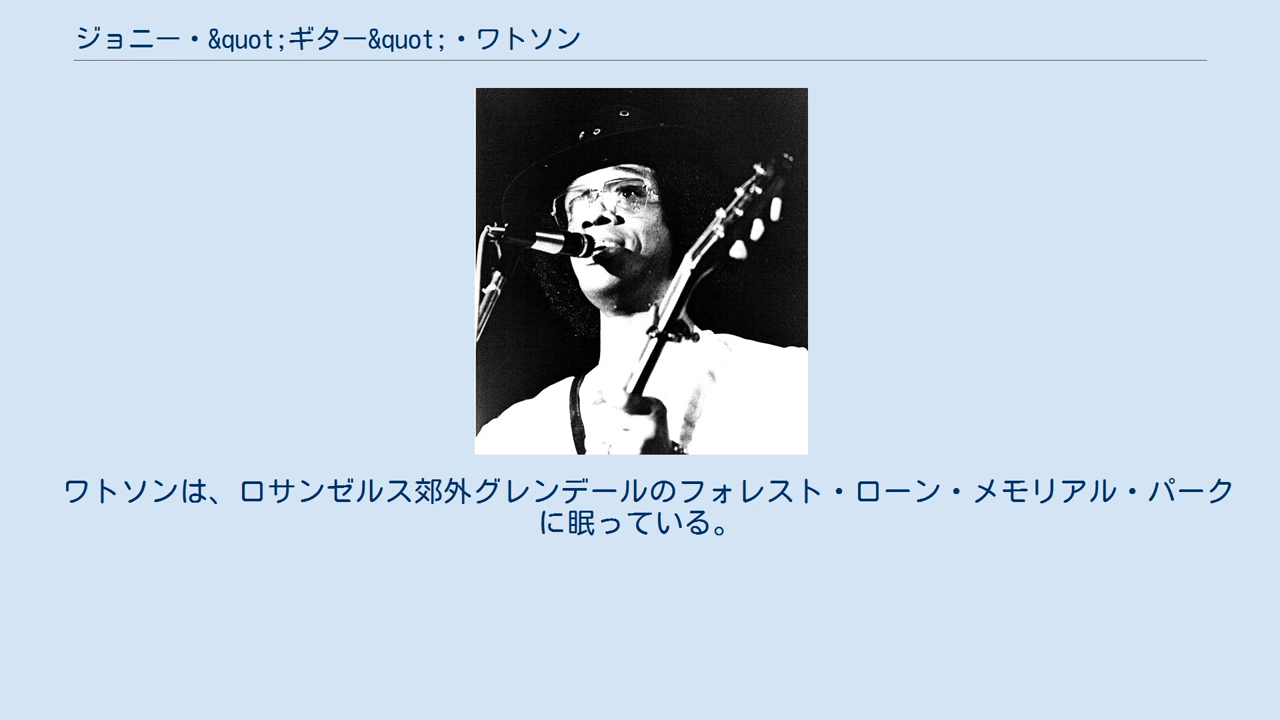 ジョニー・&quot;ギター&quot;・ワトソン
ワトソンは、ロサンゼルス郊外グレンデールのフォレスト・ローン・メモリアル・パーク
に眠っている。